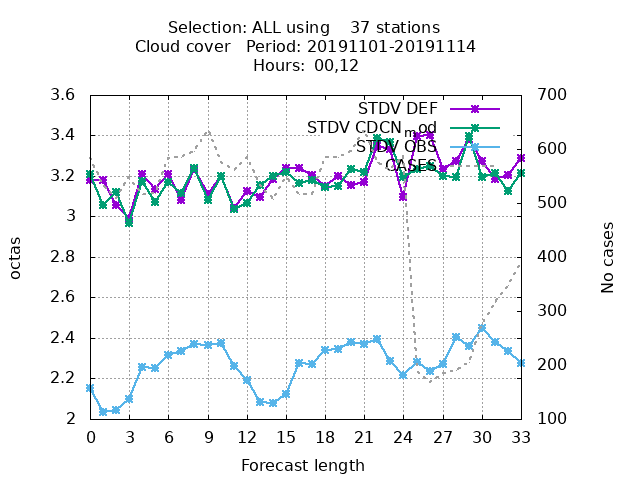 Selection: ALL using    37 stations
Cloud cover   Period: 20191101-20191114
Hours:  00,12
3.6
3.4
3.2
3
2.8
2.6
2.4
2.2
2
700
600
500
400
300
200
100
STDV DEF
STDV CDCN_mod
STDV OBS
CASES
octas
No cases
0 3 6 9 12 15 18 21 24 27 30 33
Forecast length